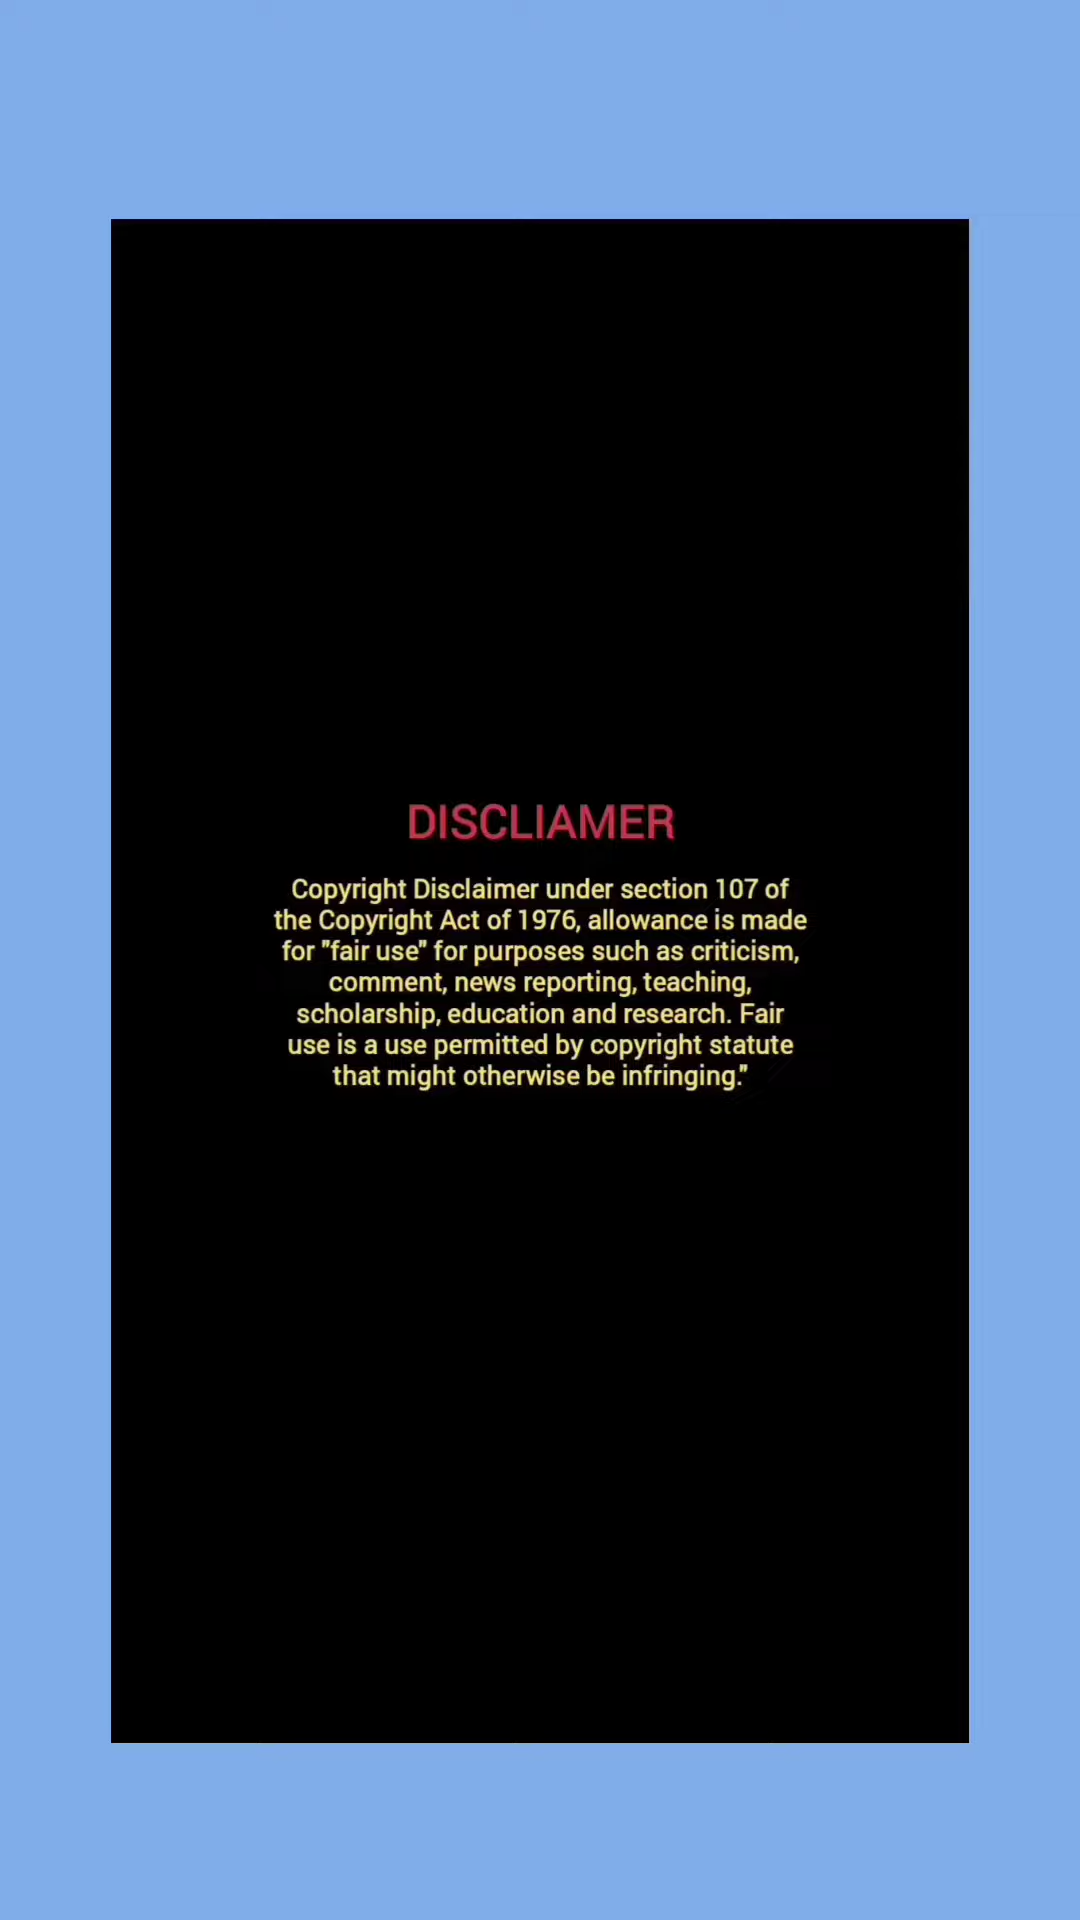 DISCLIAMER
Copyright Disclaimer under section 107 of
the Copyright Act of 1976, allowance is made
for "fair use" for purposes such as criticism,
comment, news reporting, teaching,
scholarship, education and research. Fair
use is a use permitted by copyright statute
that might otherwise be infringing."